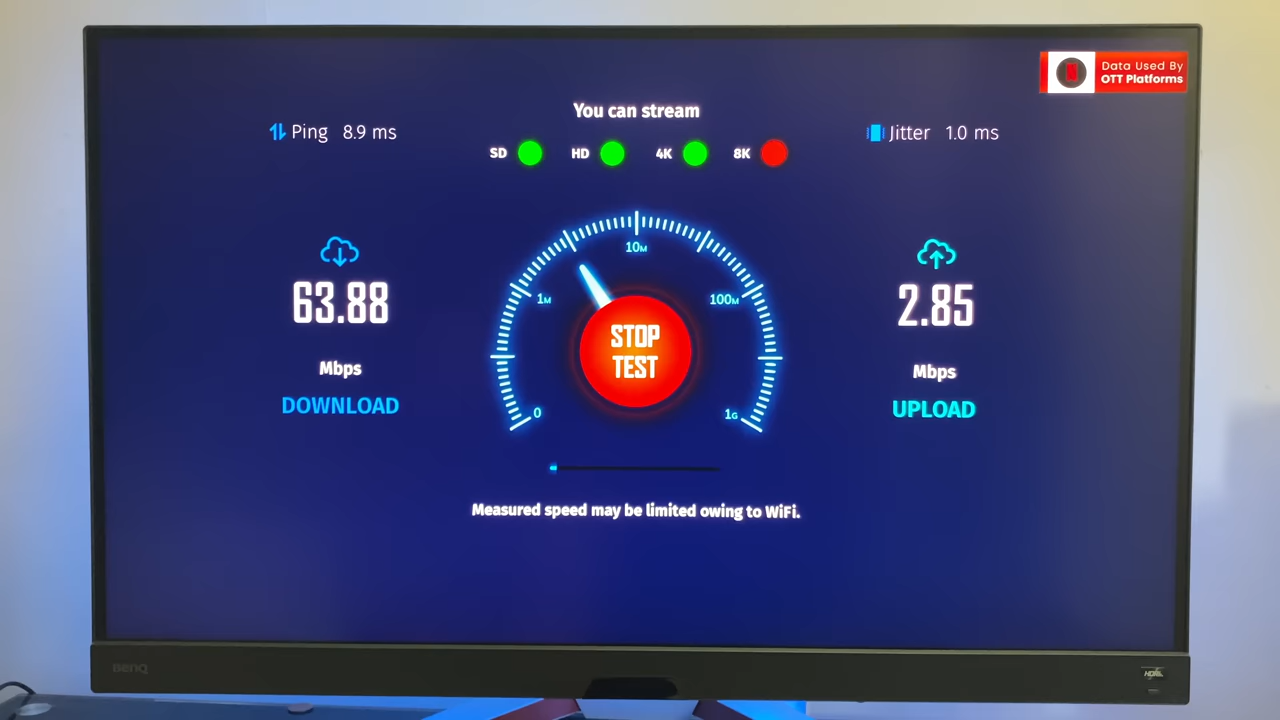 Data Used By
OTT Platforms
You can stream
Ping 8.9 ms
Jitter 1.0 ms
SD HD 4K 8K
63.88
Mbps
DOWNLOAD
0
1M
10M
100M
1G
STOP
TEST
2.85
Mbps
UPLOAD
Measured speed may be limited owing to WiFi.
BenQ